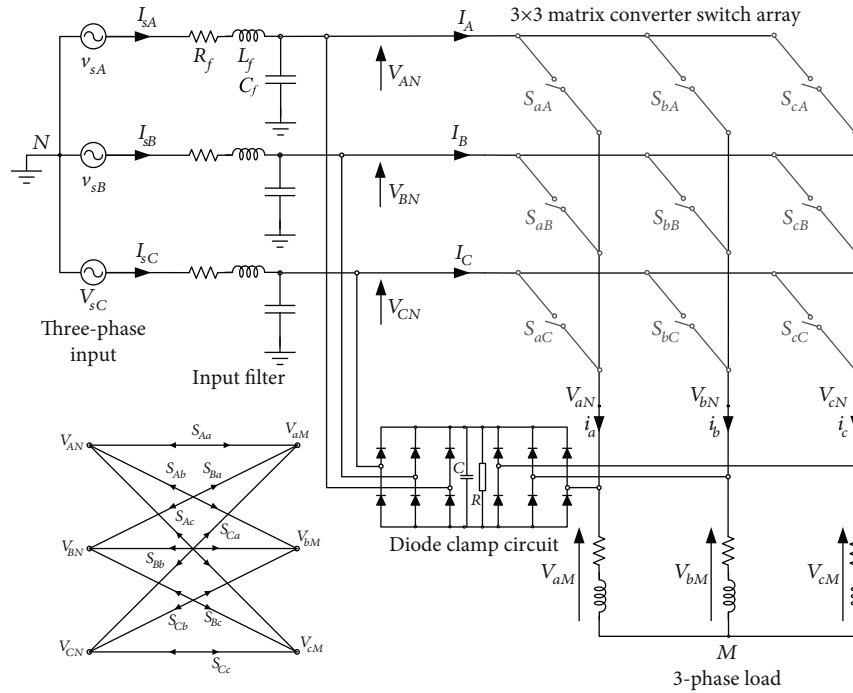 I_sA
I_A
3×3 matrix converter switch array
v_sA
R_f
L_f
C_f
V_AN
S_aA
S_bA
S_cA
N
I_sB
I_B
v_sB
V_BN
S_aB
S_bB
S_cB
I_sC
I_C
V_sC
V_CN
S_aC
S_bC
S_cC
Three-phase
input
Input filter
V_aN
V_bN
V_cN
i_a
i_b
i_c
V_AN
S_Aa
V_aM
S_Ab
S_Ba
S_Ac
S_Ca
V_BN
V_bM
S_Bb
S_Cb
S_Bc
V_CN
V_cM
S_Cc
C
R
Diode clamp circuit
V_aM
V_bM
V_cM
M
3-phase load